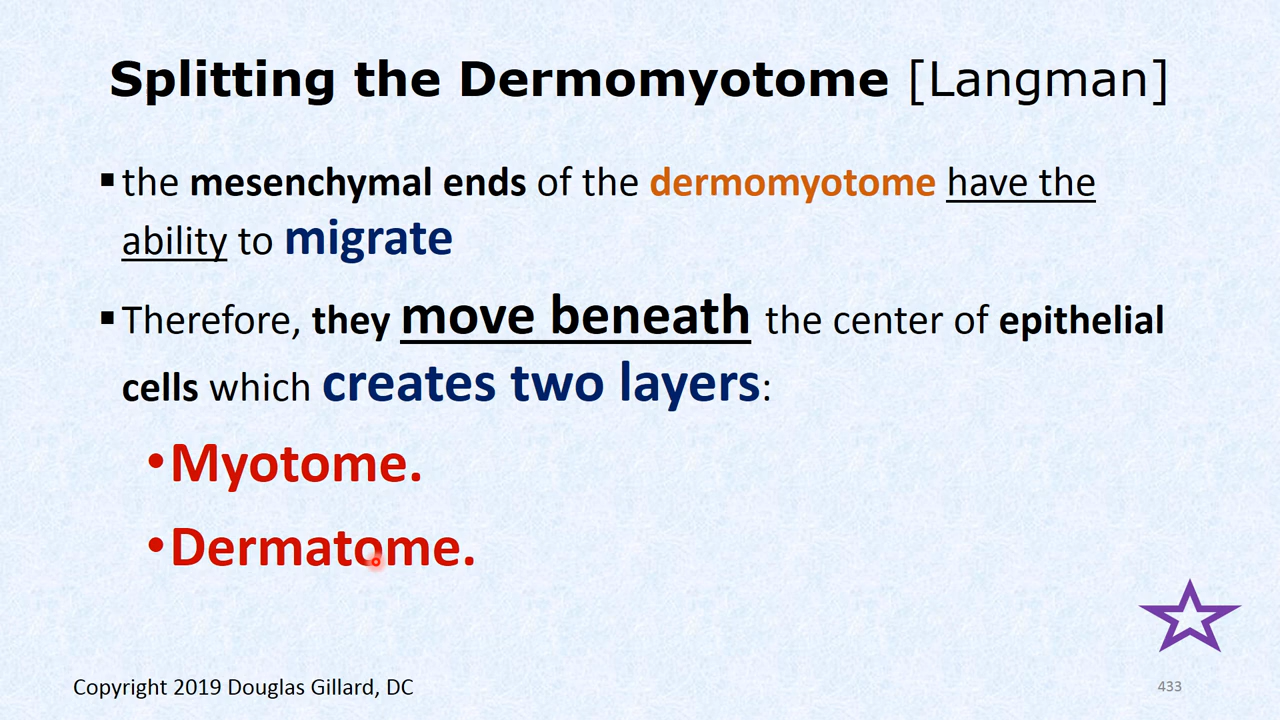 Splitting the Dermomyotome [Langman]
▪the mesenchymal ends of the dermomyotome have the
ability to migrate
▪Therefore, they move beneath the center of epithelial
cells which creates two layers:
•Myotome.
•Dermatome.
Copyright 2019 Douglas Gillard, DC
433